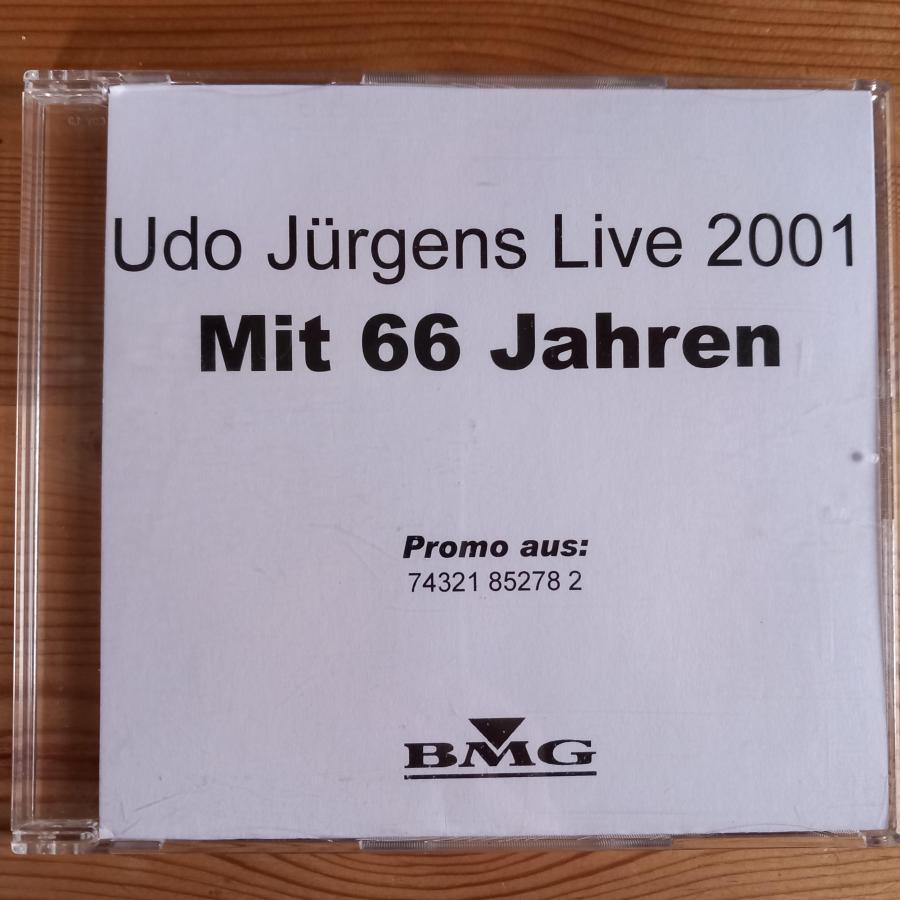 Udo Jürgens Live 2001
Mit 66 Jahren
Promo aus:
74321 85278 2
BMG